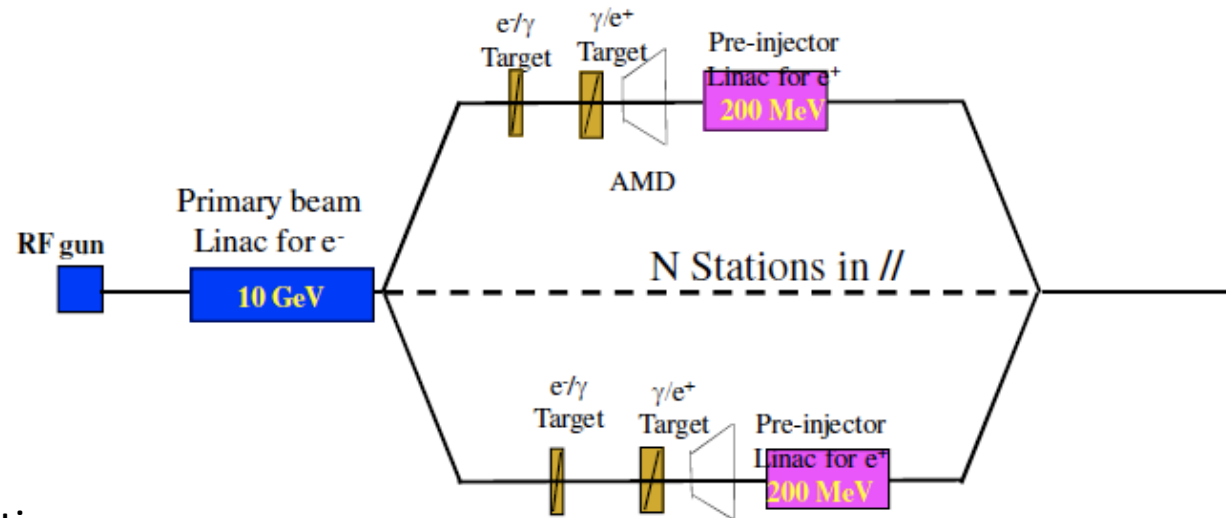 e⁻/γ
Target
γ/e⁺
Target
Pre-injector
Linac for e⁺
200 MeV
AMD
Primary beam
Linac for e⁻
RF gun
10 GeV
N Stations in //
e⁻/γ
Target
γ/e⁺
Target
Pre-injector
Linac for e⁺
200 MeV